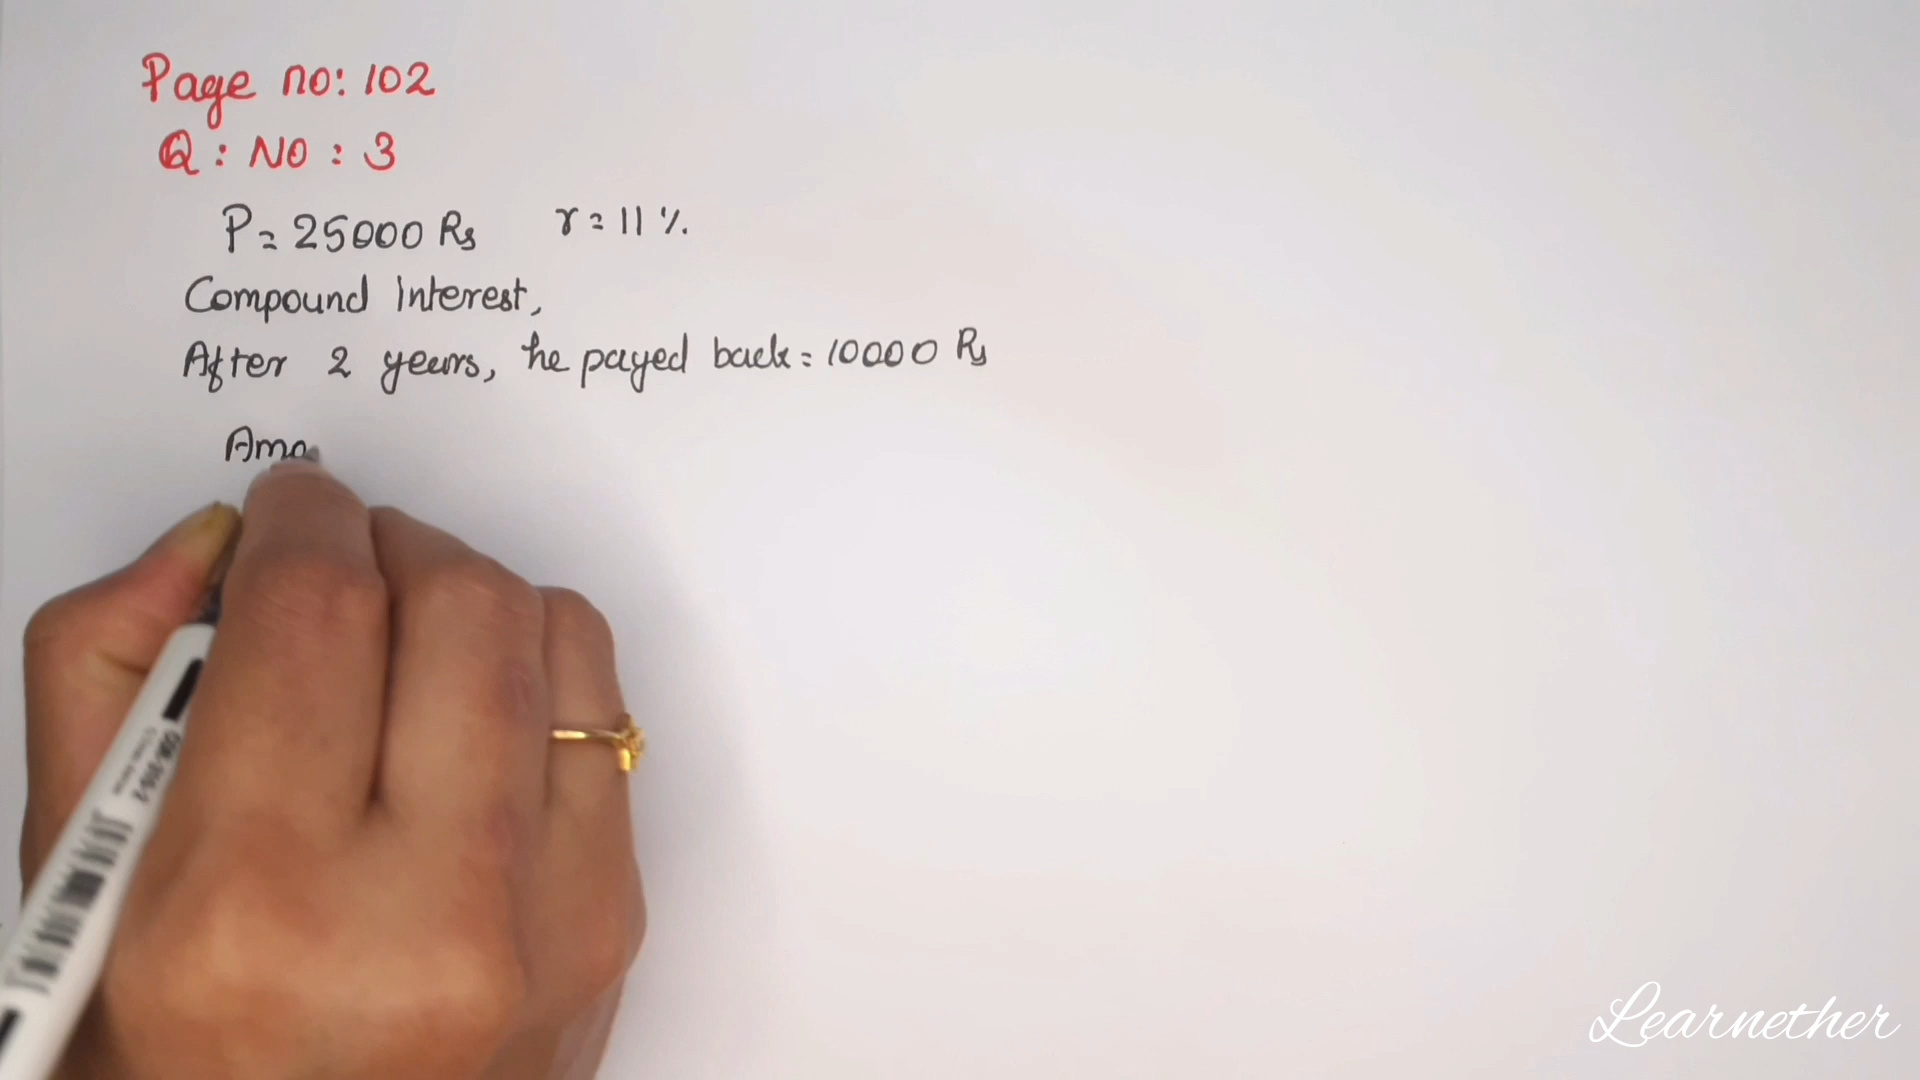 Page no: 102
Q : NO : 3
P = 25000 Rs r = 11 %.
Compound Interest,
After 2 years, he payed back = 10000 Rs
Amo
Learnether